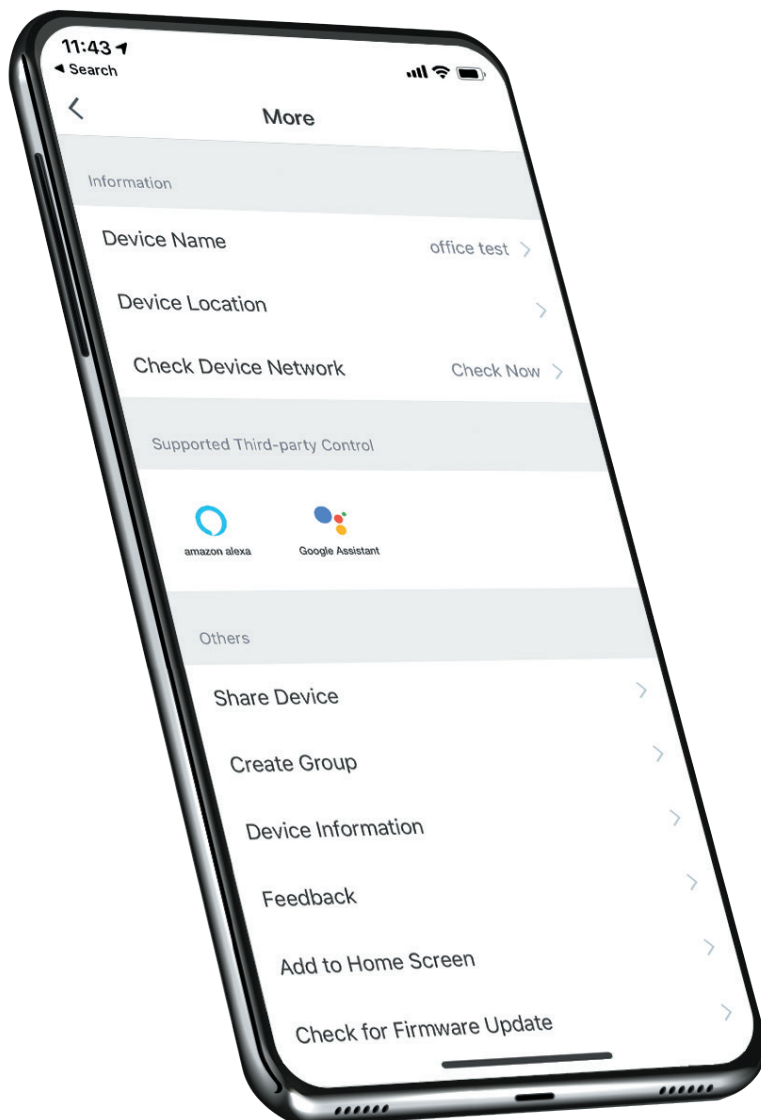 11:43
Search
More
Information
Device Name office test
Device Location
Check Device Network Check Now
Supported Third-party Control
amazon alexa Google Assistant
Others
Share Device
Create Group
Device Information
Feedback
Add to Home Screen
Check for Firmware Update